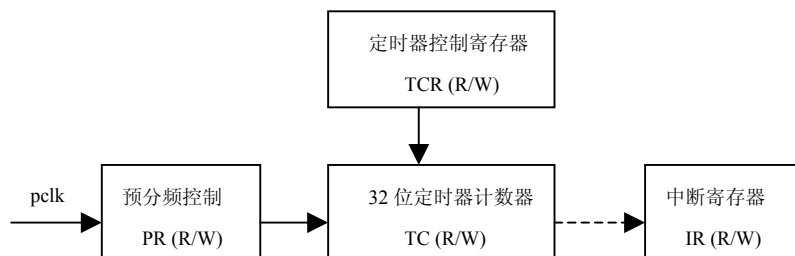 定时器控制寄存器
TCR (R/W)
pclk
预分频控制
PR (R/W)
32 位定时器计数器
TC (R/W)
中断寄存器
IR (R/W)